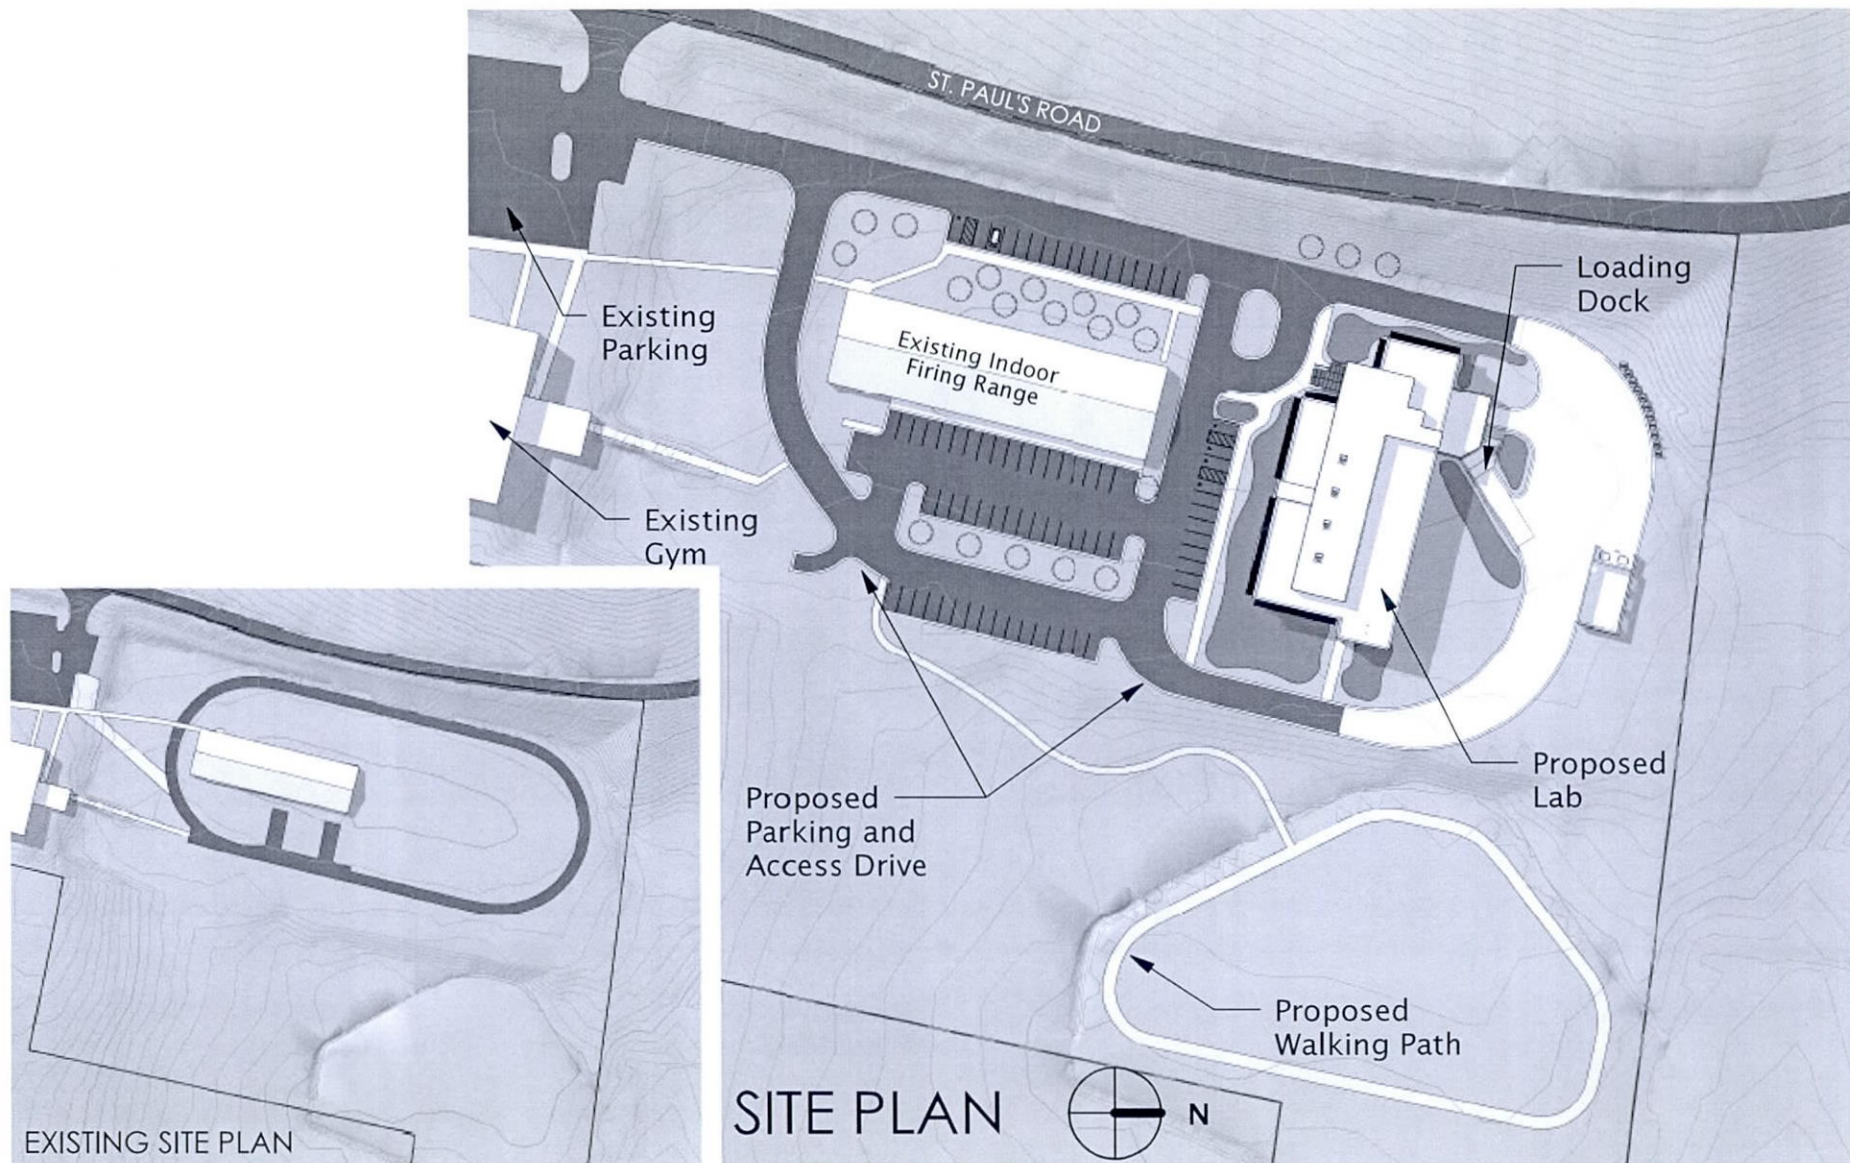 ST. PAUL'S ROAD
Loading
Dock
Existing
Parking
Existing Indoor
Firing Range
Existing
Gym
Proposed
Lab
Proposed
Parking and
Access Drive
Proposed
Walking Path
SITE PLAN
N
EXISTING SITE PLAN